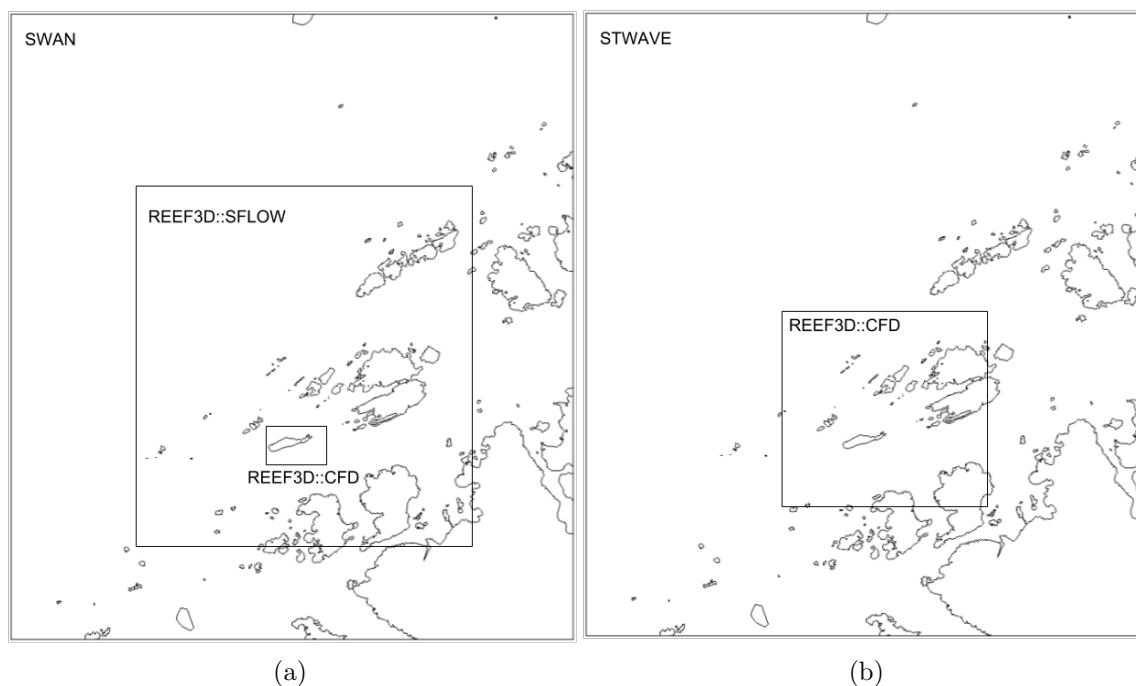 SWAN
REEF3D::SFLOW
REEF3D::CFD
(a)
STWAVE
REEF3D::CFD
(b)